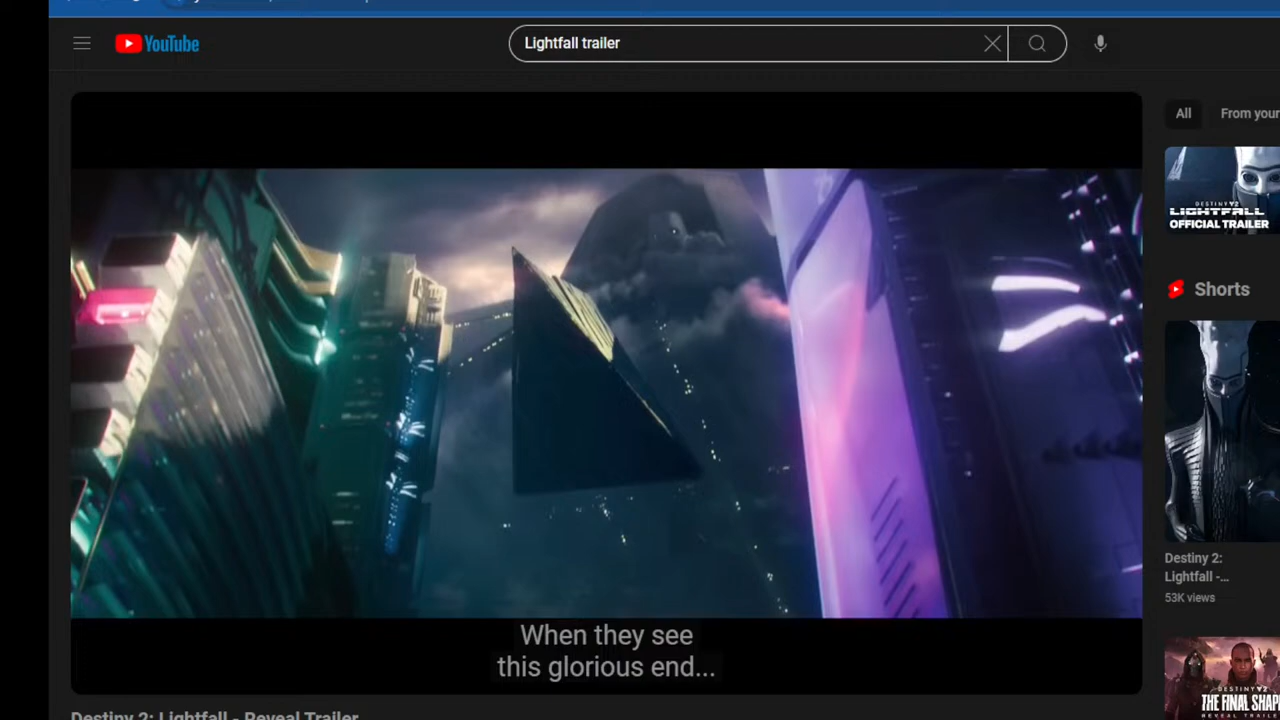 YouTube
Lightfall trailer
All
From your
DESTINY 2
LIGHTFALL
OFFICIAL TRAILER
Shorts
When they see
this glorious end...
Destiny 2:
Lightfall -...
53K views
DESTINY 2
THE FINAL SHAP
REVEAL TRAILER
Destiny 2: Lightfall - Reveal Trailer